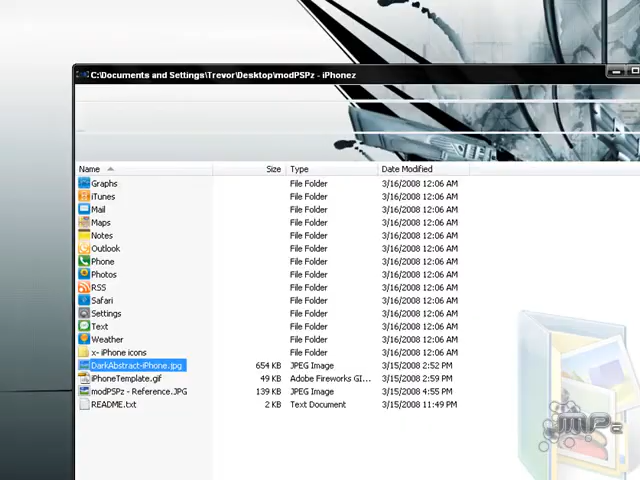 C:\Documents and Settings\Trevor\Desktop\modPSPz - iPhonez
Name Size Type Date Modified
Graphs File Folder 3/16/2008 12:06 AM
iTunes File Folder 3/16/2008 12:06 AM
Mail File Folder 3/16/2008 12:06 AM
Maps File Folder 3/16/2008 12:06 AM
Notes File Folder 3/16/2008 12:06 AM
Outlook File Folder 3/16/2008 12:06 AM
Phone File Folder 3/16/2008 12:06 AM
Photos File Folder 3/16/2008 12:06 AM
RSS File Folder 3/16/2008 12:06 AM
Safari File Folder 3/16/2008 12:06 AM
Settings File Folder 3/16/2008 12:06 AM
Text File Folder 3/16/2008 12:06 AM
Weather File Folder 3/16/2008 12:06 AM
x- iPhone icons File Folder 3/16/2008 12:06 AM
DarkAbstract-iPhone.jpg 654 KB JPEG Image 3/15/2008 2:52 PM
iPhoneTemplate.gif 49 KB Adobe Fireworks GI... 3/15/2008 2:59 PM
modPSPz - Reference.JPG 139 KB JPEG Image 3/15/2008 4:55 PM
README.txt 2 KB Text Document 3/15/2008 11:49 PM